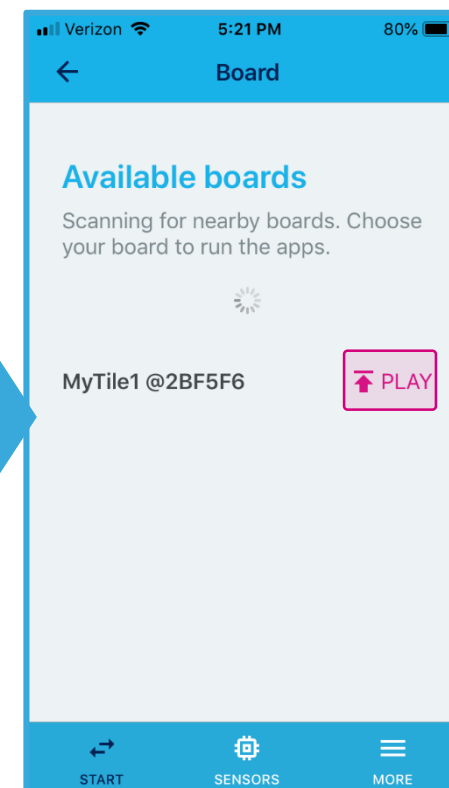 Verizon 5:21 PM 80%
Board
Available boards
Scanning for nearby boards. Choose
your board to run the apps.
MyTile1 @2BF5F6 PLAY
START SENSORS MORE